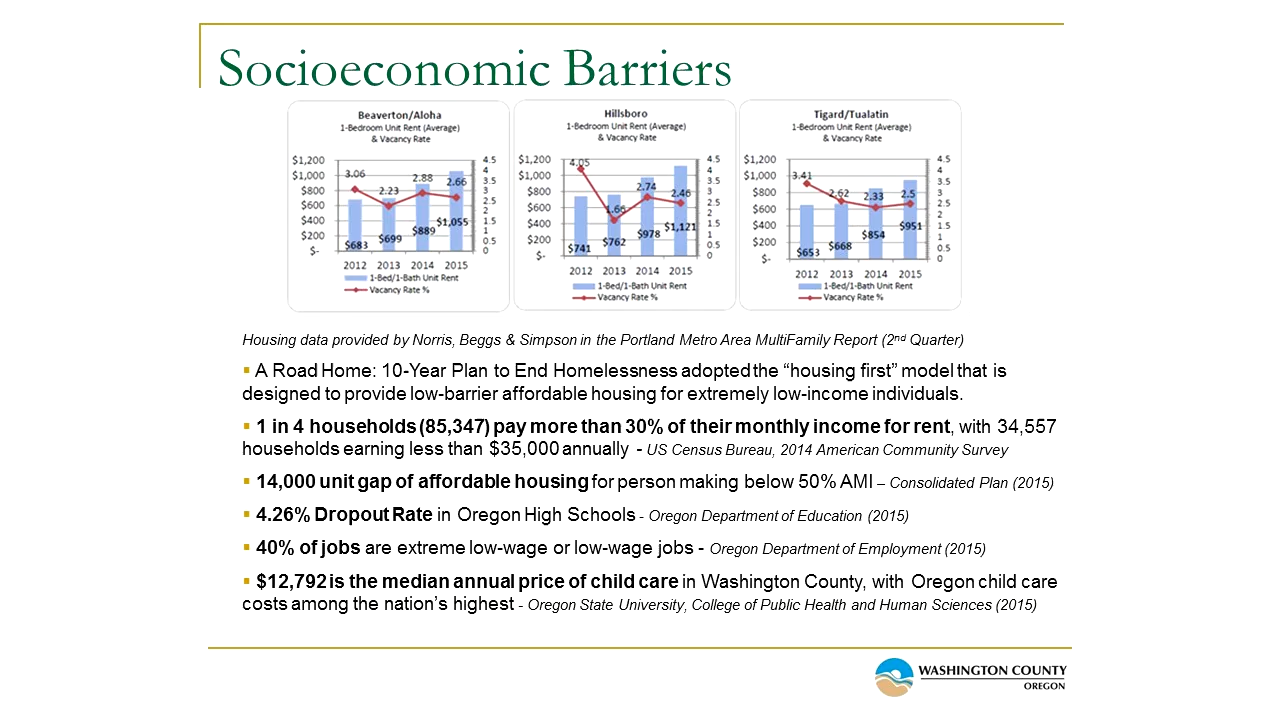 Socioeconomic Barriers
Beaverton/Aloha
1-Bedroom Unit Rent (Average)
& Vacancy Rate
$1,200
$1,000
$800
$600
$400
$200
$-
4.5
4
3.5
3
2.5
2
1.5
1
0.5
0
3.06
2.23
2.88
2.66
$683
$699
$889
$1,055
2012 2013 2014 2015
1-Bed/1-Bath Unit Rent
Vacancy Rate %
Hillsboro
1-Bedroom Unit Rent (Average)
& Vacancy Rate
$1,200
$1,000
$800
$600
$400
$200
$-
4.5
4
3.5
3
2.5
2
1.5
1
0.5
0
4.05
1.66
2.74
2.46
$741
$762
$978
$1,121
2012 2013 2014 2015
1-Bed/1-Bath Unit Rent
Vacancy Rate %
Tigard/Tualatin
1-Bedroom Unit Rent (Average)
& Vacancy Rate
$1,200
$1,000
$800
$600
$400
$200
$-
4.5
4
3.5
3
2.5
2
1.5
1
0.5
0
3.41
2.62
2.33
2.5
$653
$668
$854
$951
2012 2013 2014 2015
1-Bed/1-Bath Unit Rent
Vacancy Rate %
Housing data provided by Norris, Beggs & Simpson in the Portland Metro Area MultiFamily Report (2nd Quarter)
▪ A Road Home: 10-Year Plan to End Homelessness adopted the “housing first” model that is
designed to provide low-barrier affordable housing for extremely low-income individuals.
▪ 1 in 4 households (85,347) pay more than 30% of their monthly income for rent, with 34,557
households earning less than $35,000 annually - US Census Bureau, 2014 American Community Survey
▪ 14,000 unit gap of affordable housing for person making below 50% AMI – Consolidated Plan (2015)
▪ 4.26% Dropout Rate in Oregon High Schools - Oregon Department of Education (2015)
▪ 40% of jobs are extreme low-wage or low-wage jobs - Oregon Department of Employment (2015)
▪ $12,792 is the median annual price of child care in Washington County, with Oregon child care
costs among the nation’s highest - Oregon State University, College of Public Health and Human Sciences (2015)
WASHINGTON COUNTY
OREGON